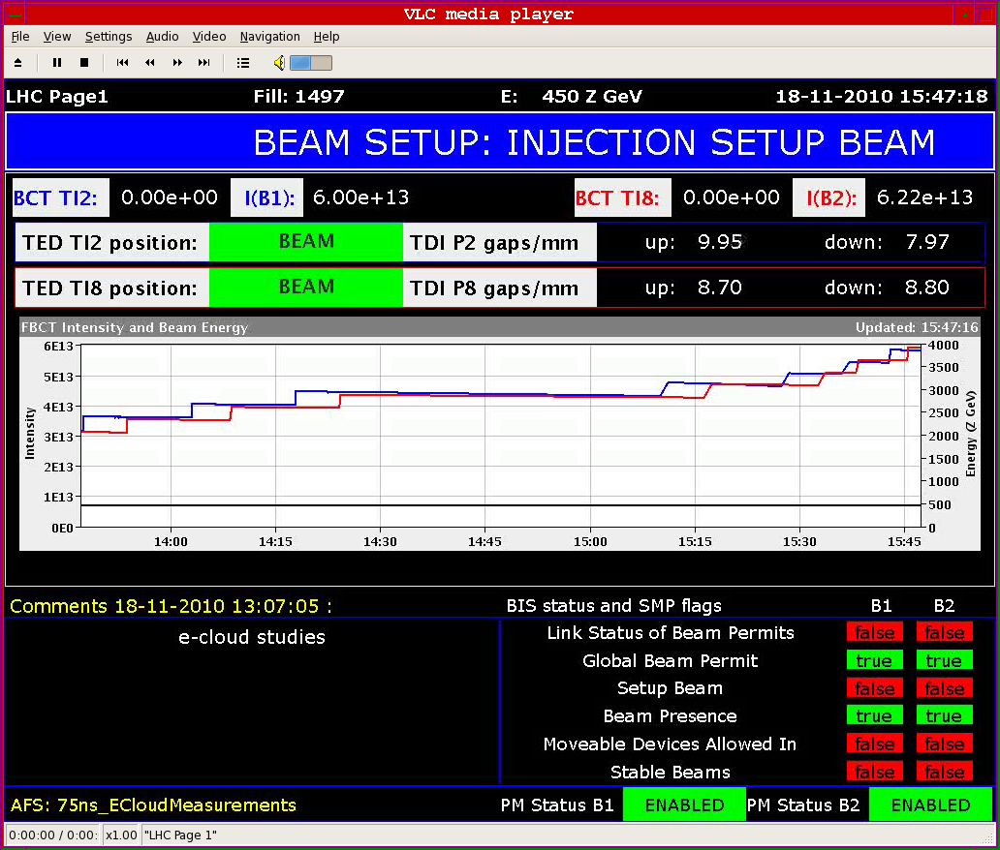 VLC media player
File View Settings Audio Video Navigation Help
LHC Page1 Fill: 1497 E: 450 Z GeV 18-11-2010 15:47:18
BEAM SETUP: INJECTION SETUP BEAM
BCT TI2: 0.00e+00 I(B1): 6.00e+13 BCT TI8: 0.00e+00 I(B2): 6.22e+13
TED TI2 position: BEAM TDI P2 gaps/mm up: 9.95 down: 7.97
TED TI8 position: BEAM TDI P8 gaps/mm up: 8.70 down: 8.80
FBCT Intensity and Beam Energy Updated: 15:47:16
6E13 4000
5E13 3500
4E13 3000
3E13 2500
2E13 2000
1E13 1500
0E0 1000
500
0
Intensity
Energy (Z GeV)
14:00 14:15 14:30 14:45 15:00 15:15 15:30 15:45
Comments 18-11-2010 13:07:05 :
e-cloud studies
BIS status and SMP flags B1 B2
Link Status of Beam Permits false false
Global Beam Permit true true
Setup Beam false false
Beam Presence true true
Moveable Devices Allowed In false false
Stable Beams false false
AFS: 75ns_ECloudMeasurements PM Status B1 ENABLED PM Status B2 ENABLED
0:00:00 / 0:00: x1.00 "LHC Page 1"